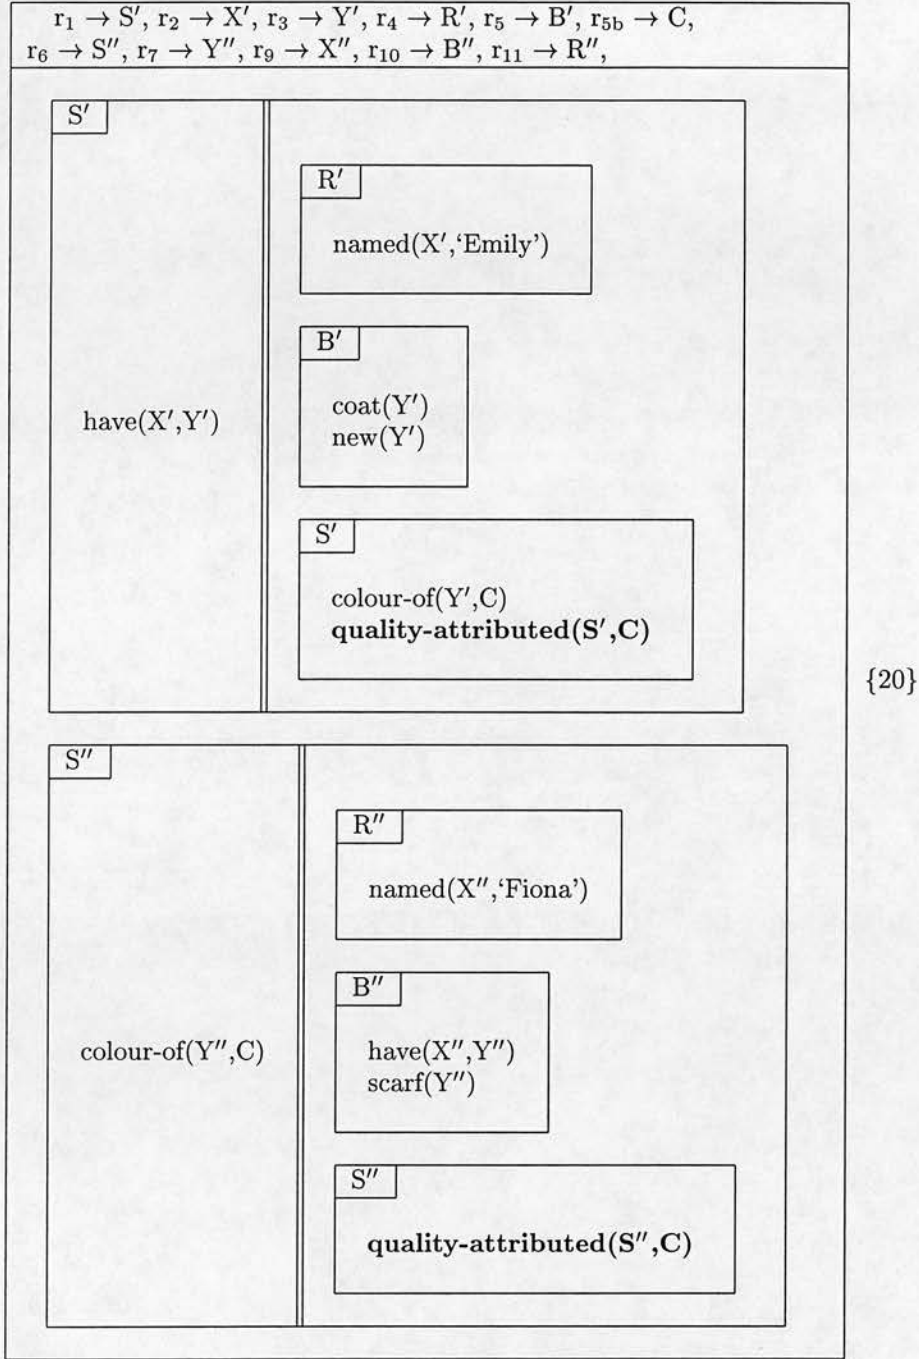 r₁ → S′, r₂ → X′, r₃ → Y′, r₄ → R′, r₅ → B′, r₅b → C,
r₆ → S″, r₇ → Y″, r₉ → X″, r₁₀ → B″, r₁₁ → R″,
S′
have(X′,Y′)
R′
named(X′,‘Emily’)
B′
coat(Y′)
new(Y′)
S′
colour-of(Y′,C)
quality-attributed(S′,C)
{20}
S″
colour-of(Y″,C)
R″
named(X″,‘Fiona’)
B″
have(X″,Y″)
scarf(Y″)
S″
quality-attributed(S″,C)